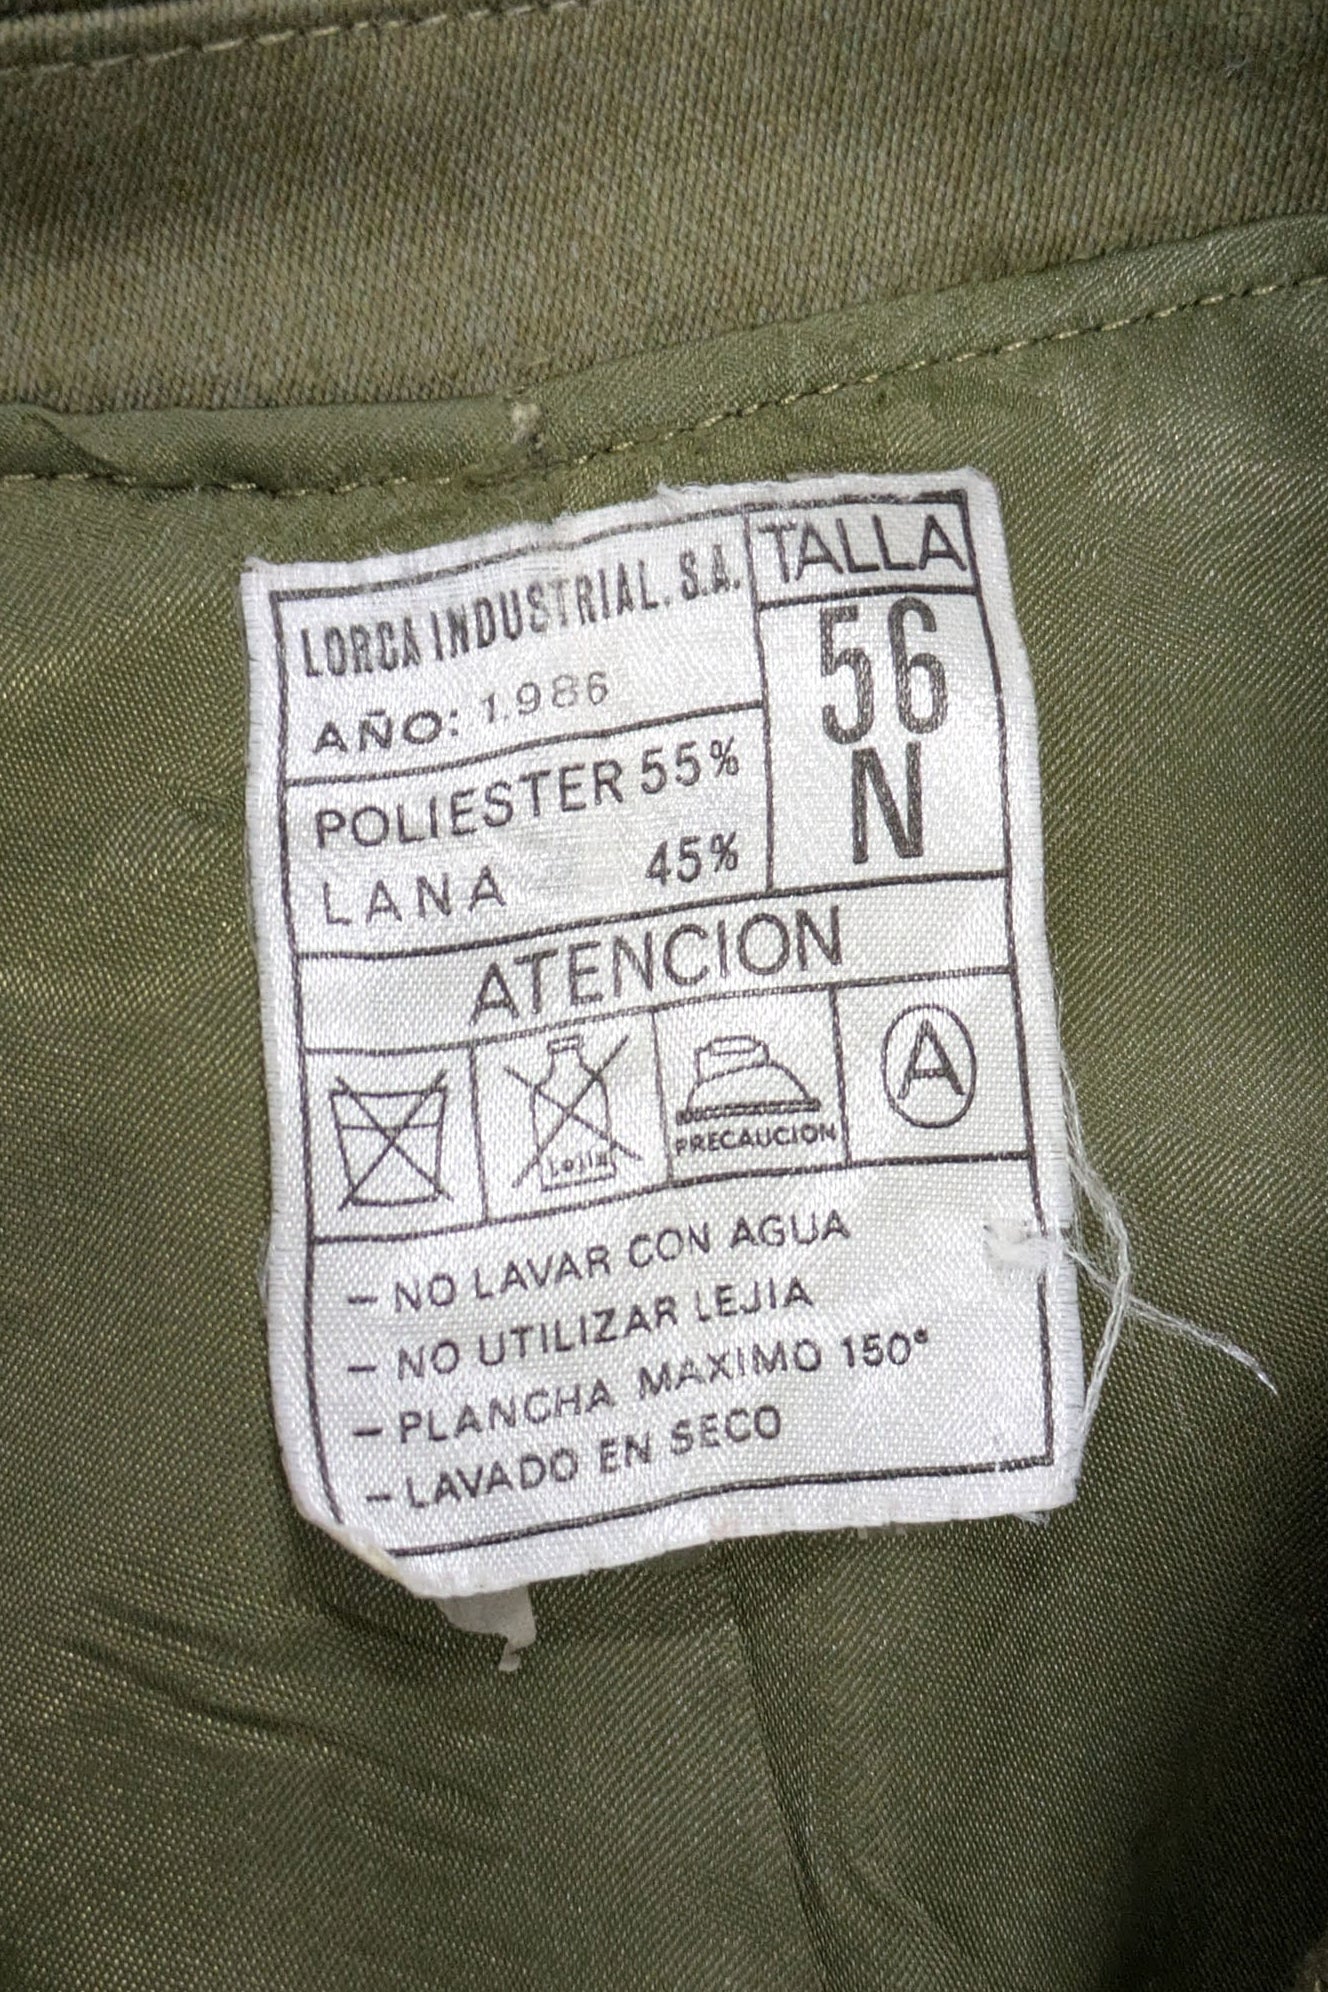 LORCA INDUSTRIAL. S.A.
AÑO: 1.986
TALLA
56
N
POLIESTER 55%
LANA 45%
ATENCION
Lejia
PRECAUCION
A
- NO LAVAR CON AGUA
- NO UTILIZAR LEJIA
- PLANCHA MAXIMO 150°
- LAVADO EN SECO